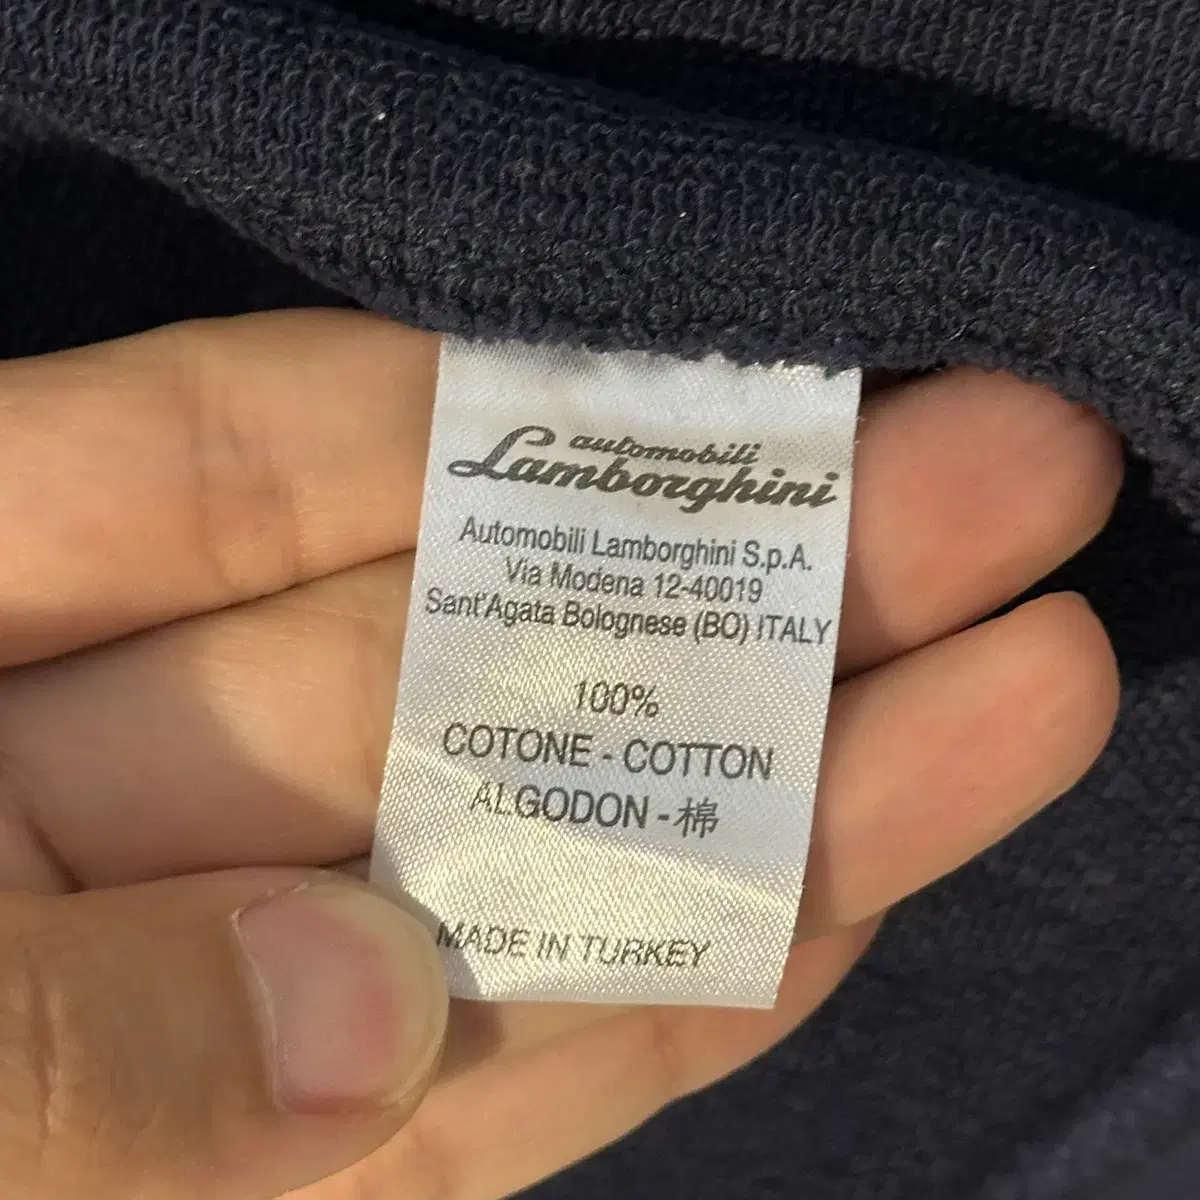 automobili
Lamborghini
Automobili Lamborghini S.p.A.
Via Modena 12-40019
Sant'Agata Bolognese (BO) ITALY
100%
COTONE - COTTON
ALGODON - 棉
MADE IN TURKEY